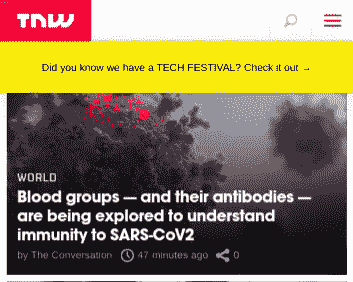 TNW
Did you know we have a TECH FESTIVAL? Check it out →
WORLD
Blood groups — and their antibodies —
are being explored to understand
immunity to SARS-CoV2
by The Conversation 47 minutes ago 0